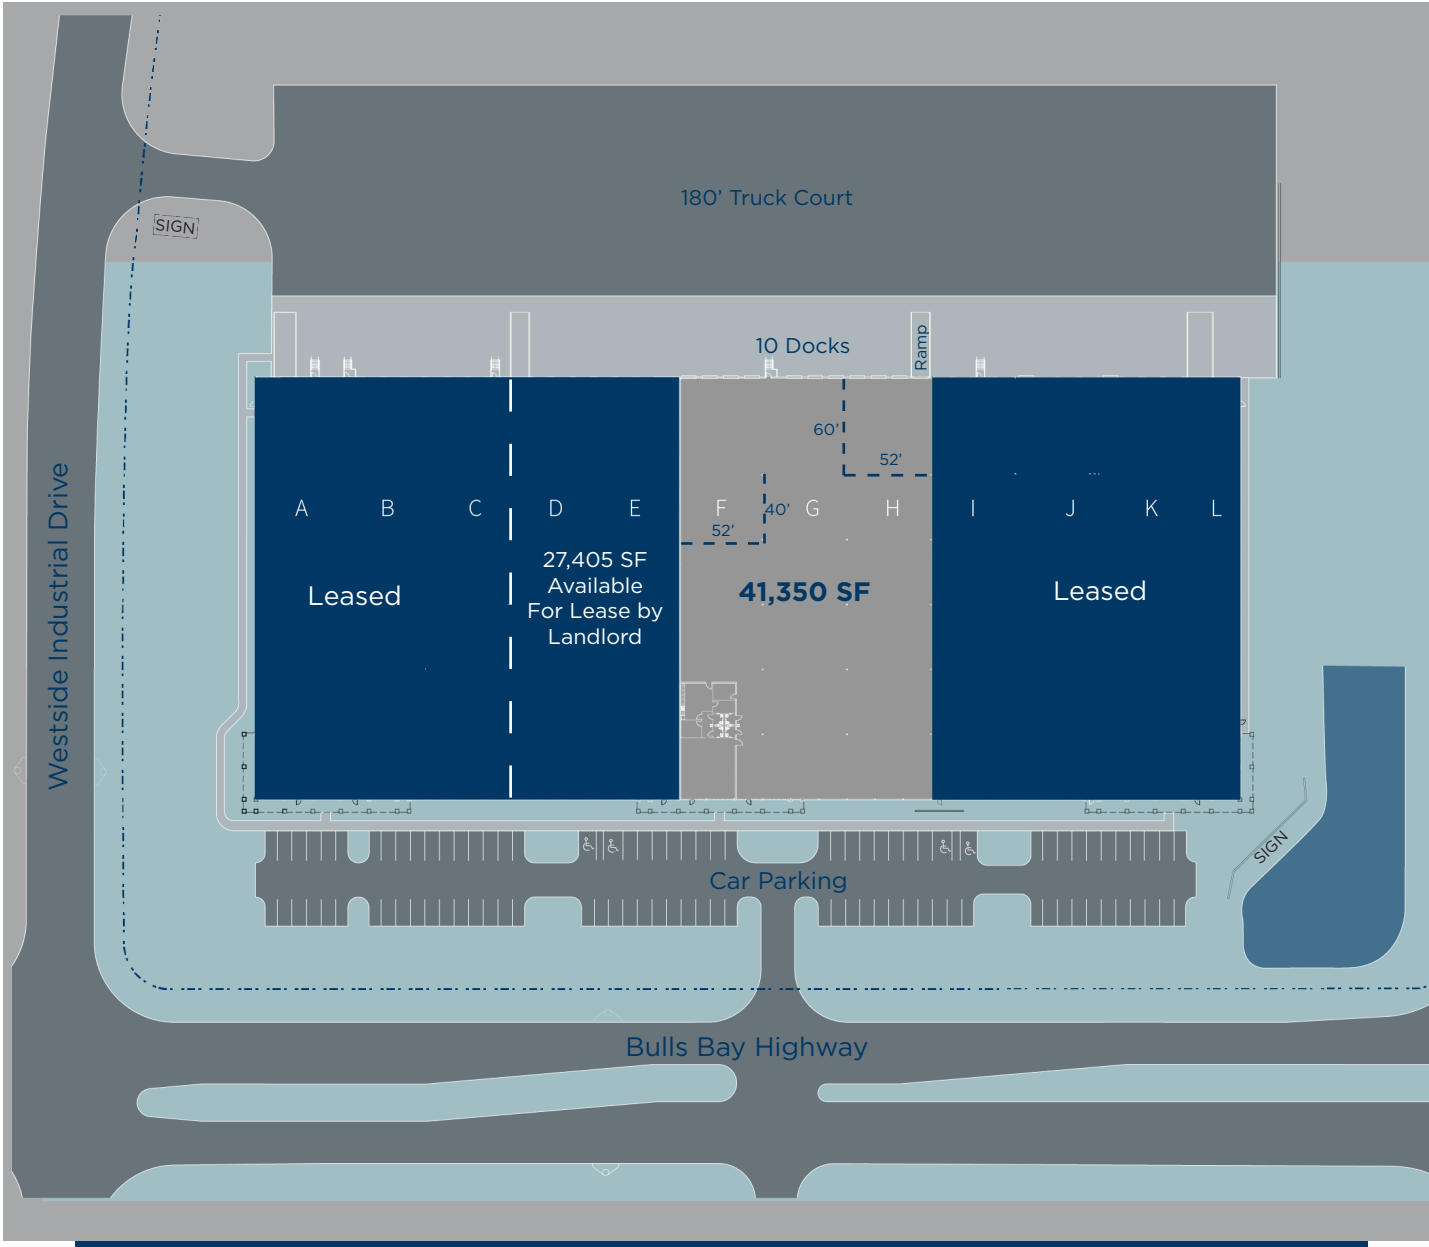 180’ Truck Court
SIGN
10 Docks
Ramp
60’
52’
A B C D E F G H I J K L
40’
52’
27,405 SF
Available
For Lease by
Landlord
Leased
41,350 SF
Leased
Westside Industrial Drive
SIGN
Car Parking
Bulls Bay Highway